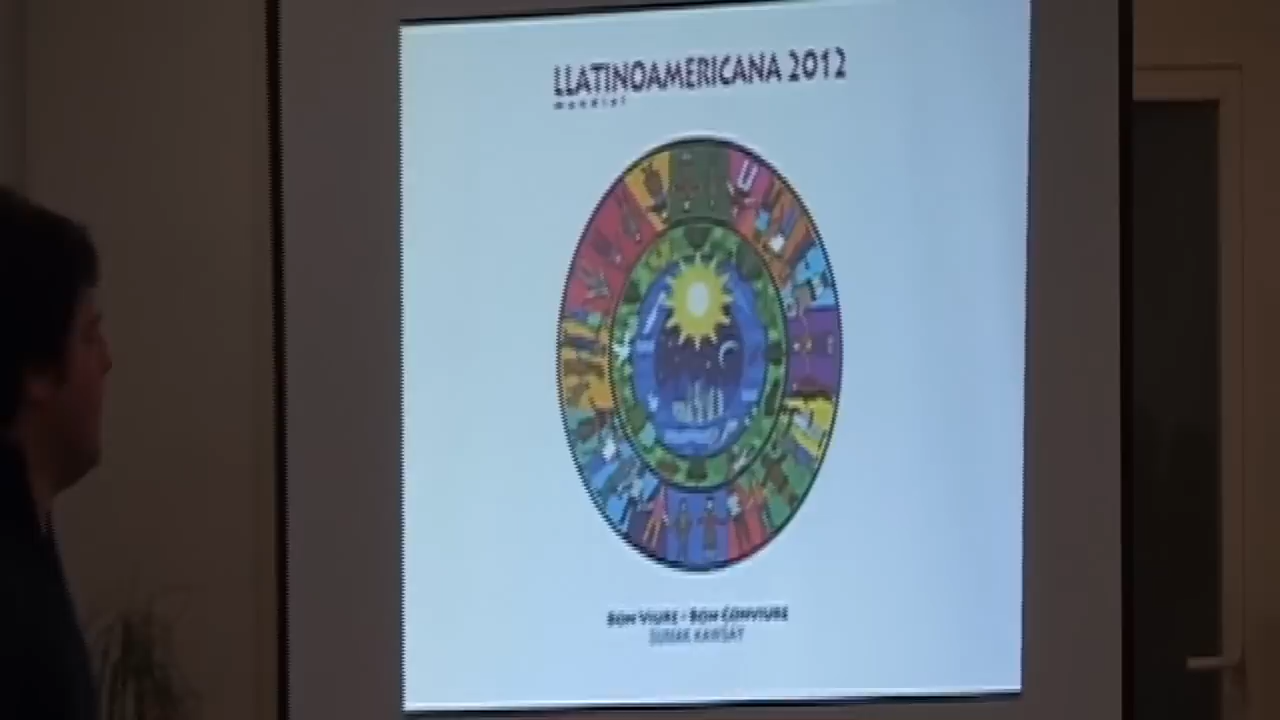 LLATINOAMERICANA 2012
mundial
BON VIURE - BON CONVIURE
SUMAK KAWSAY